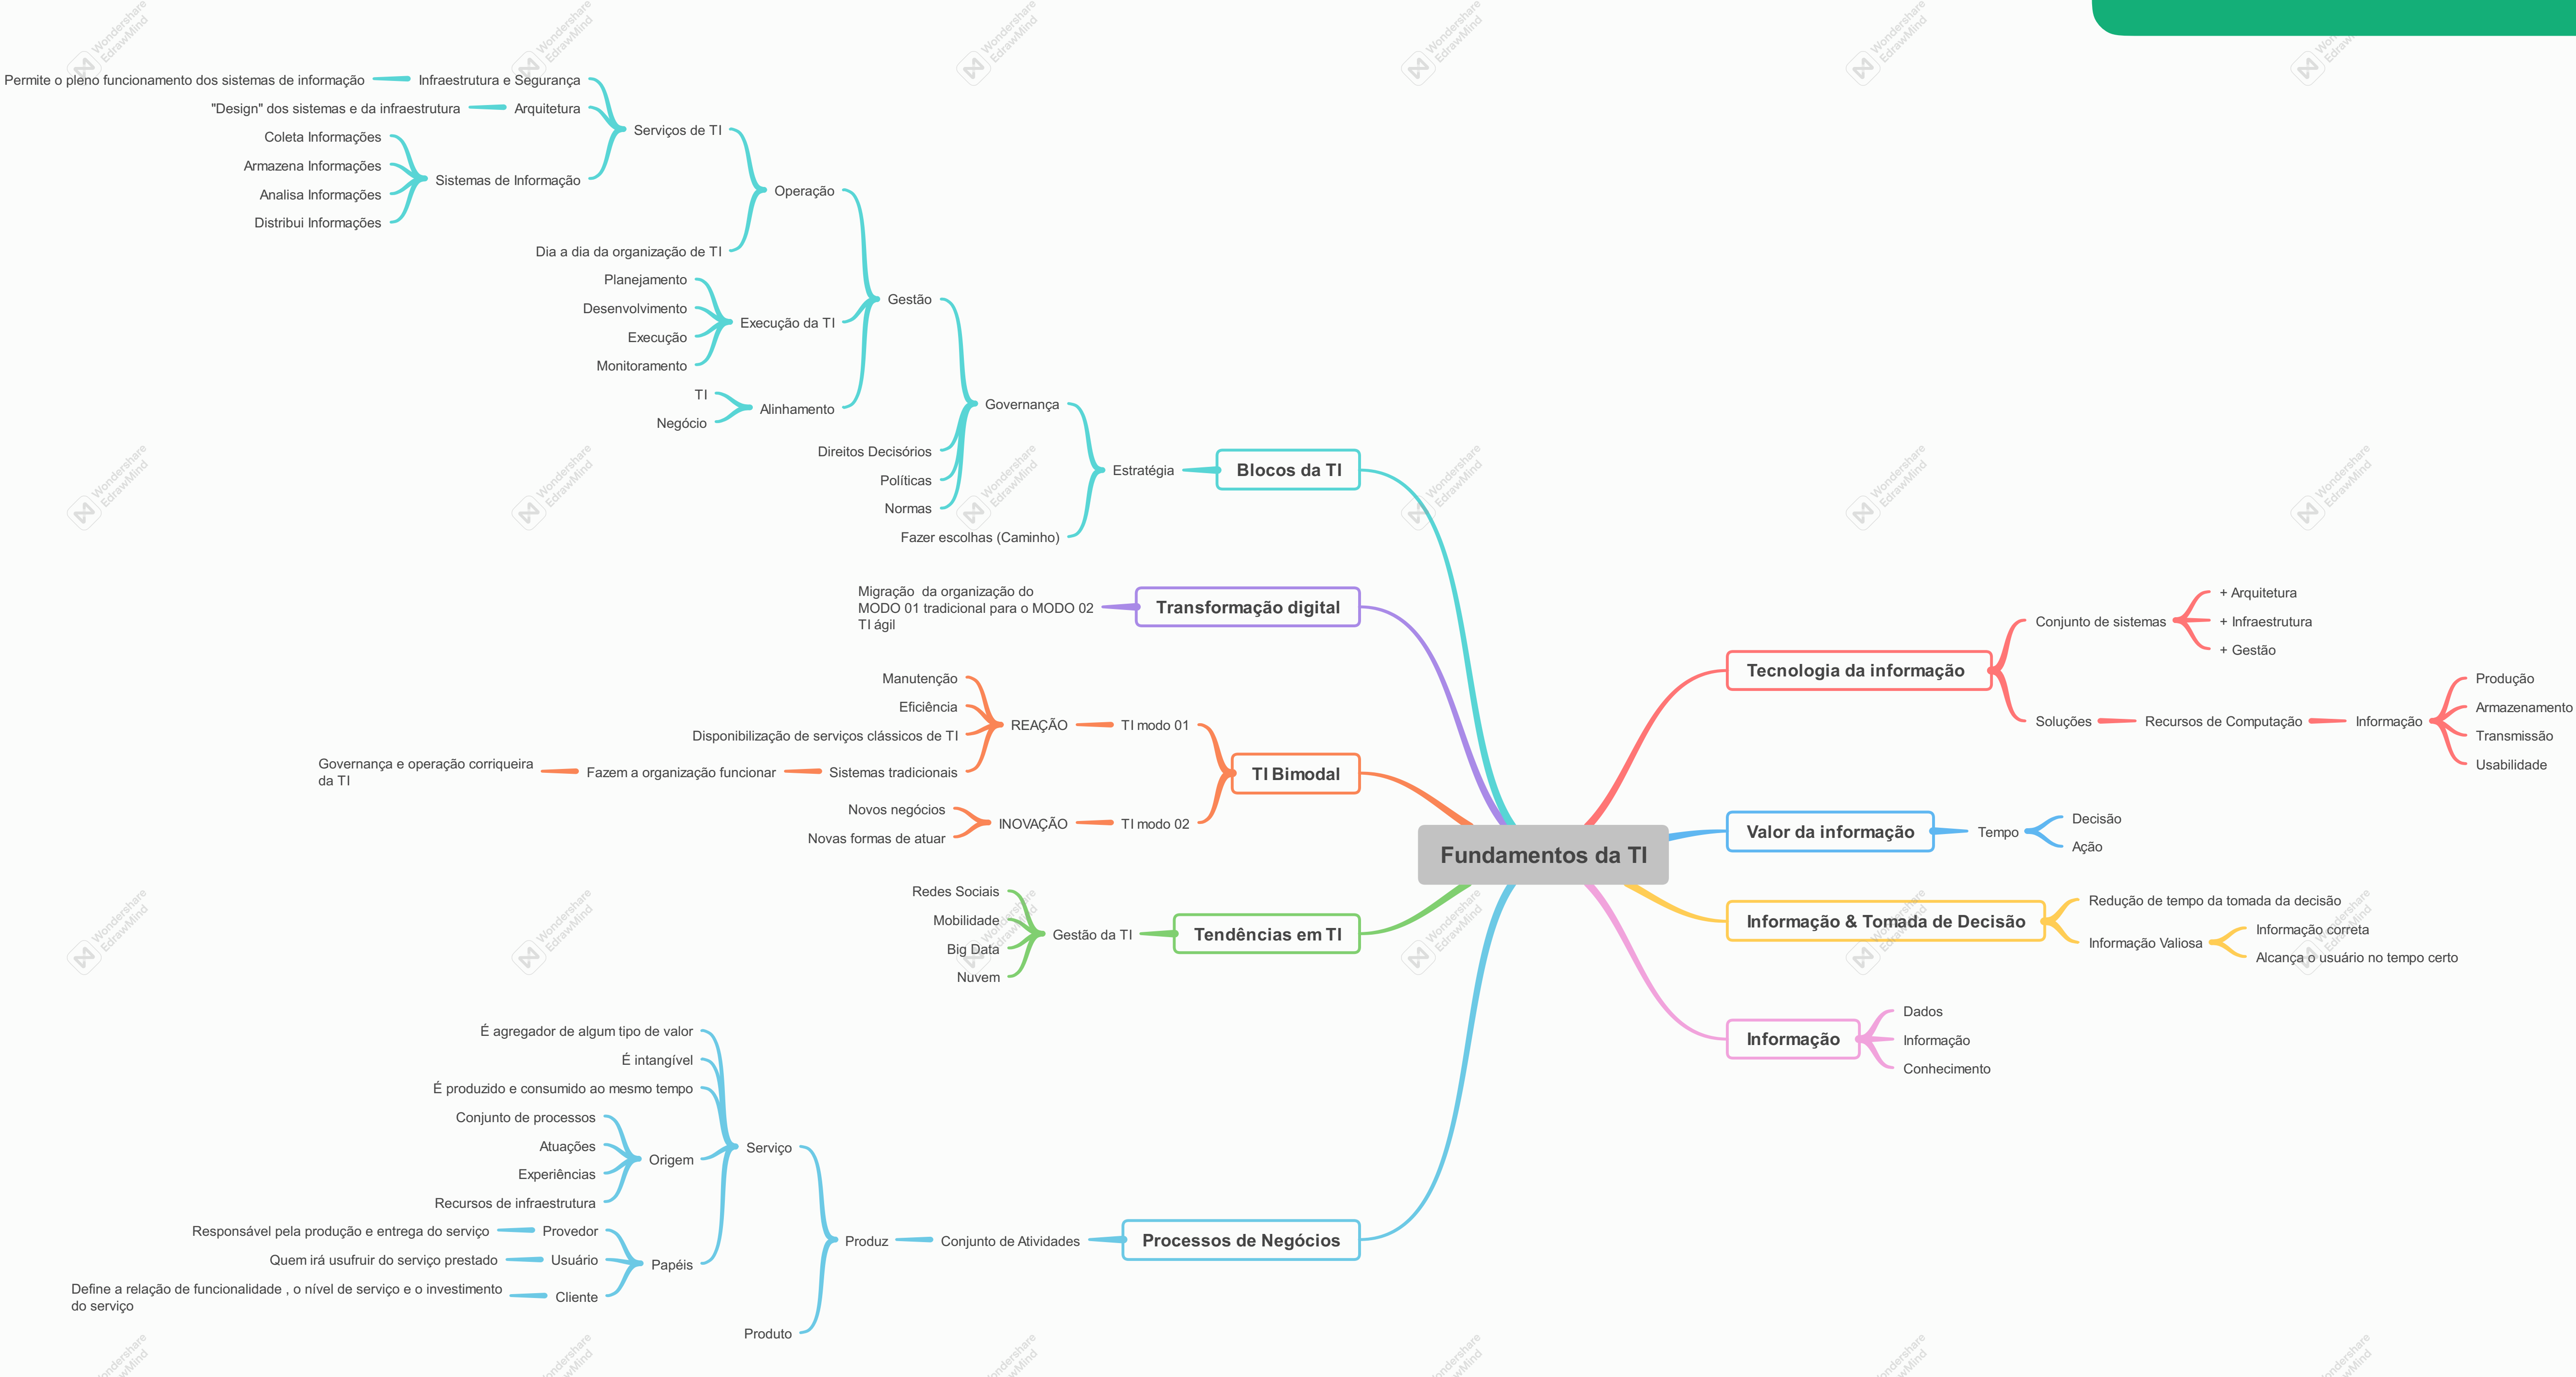 Fundamentos da TI
Tecnologia da informação
Conjunto de sistemas
+ Arquitetura
+ Infraestrutura
+ Gestão
Soluções
Recursos de Computação
Informação
Produção
Armazenamento
Transmissão
Usabilidade
Valor da informação
Tempo
Decisão
Ação
Informação & Tomada de Decisão
Redução de tempo da tomada da decisão
Informação Valiosa
Informação correta
Alcança o usuário no tempo certo
Informação
Dados
Informação
Conhecimento
Blocos da TI
Estratégia
Governança
Gestão
Operação
Serviços de TI
Infraestrutura e Segurança
Permite o pleno funcionamento dos sistemas de informação
Arquitetura
"Design" dos sistemas e da infraestrutura
Sistemas de Informação
Coleta Informações
Armazena Informações
Analisa Informações
Distribui Informações
Dia a dia da organização de TI
Execução da TI
Planejamento
Desenvolvimento
Execução
Monitoramento
Alinhamento
TI
Negócio
Direitos Decisórios
Políticas
Normas
Fazer escolhas (Caminho)
Transformação digital
Migração  da organização do
MODO 01 tradicional para o MODO 02
TI ágil
TI Bimodal
TI modo 01
REAÇÃO
Manutenção
Eficiência
Disponibilização de serviços clássicos de TI
Sistemas tradicionais
Fazem a organização funcionar
Governança e operação corriqueira
da TI
TI modo 02
INOVAÇÃO
Novos negócios
Novas formas de atuar
Tendências em TI
Gestão da TI
Redes Sociais
Mobilidade
Big Data
Nuvem
Processos de Negócios
Conjunto de Atividades
Produz
Serviço
É agregador de algum tipo de valor
É intangível
É produzido e consumido ao mesmo tempo
Origem
Conjunto de processos
Atuações
Experiências
Recursos de infraestrutura
Papéis
Provedor
Responsável pela produção e entrega do serviço
Usuário
Quem irá usufruir do serviço prestado
Cliente
Define a relação de funcionalidade , o nível de serviço e o investimento
do serviço
Produto
Wondershare
EdrawMind